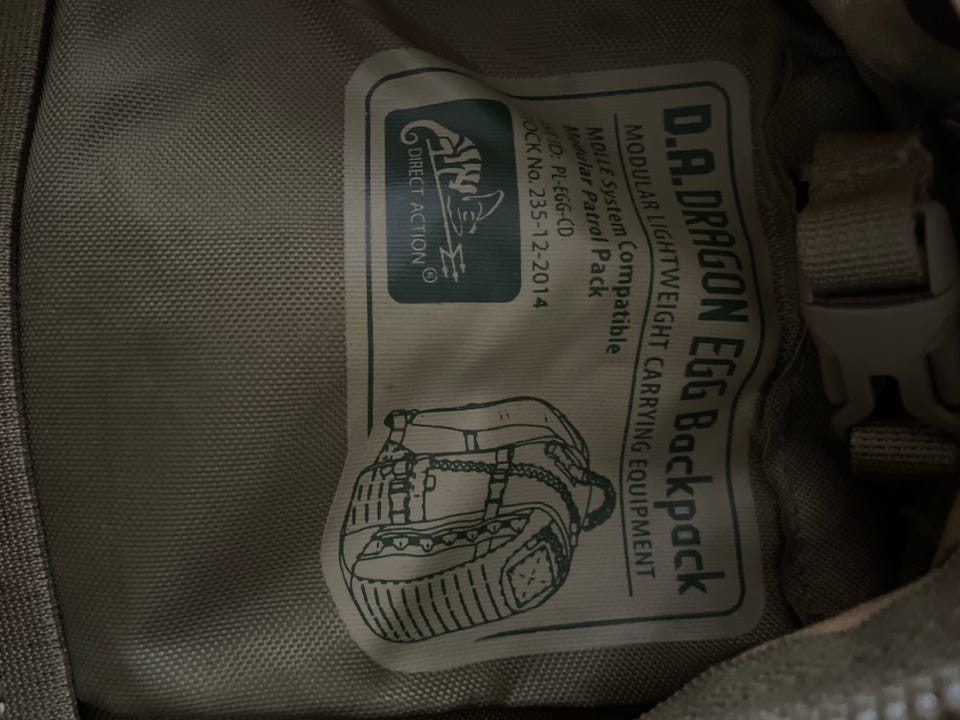 D.A.DRAGON EGG Backpack
MODULAR LIGHTWEIGHT CARRYING EQUIPMENT
MOLLE System Compatible
Modular Patrol Pack
ID: PL-EGG-CD
No. 235-12-2014
DIRECT ACTION®